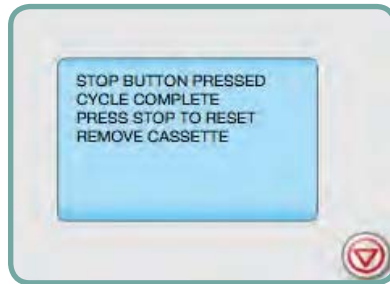 STOP BUTTON PRESSED
CYCLE COMPLETE
PRESS STOP TO RESET
REMOVE CASSETTE